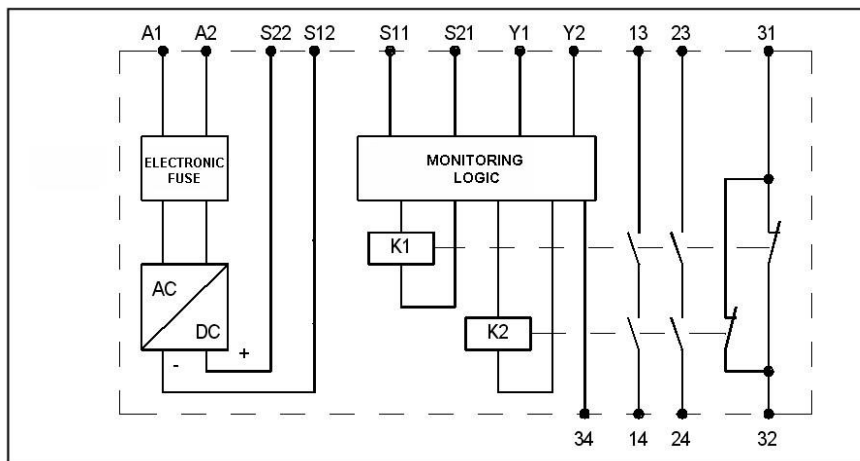 A1 A2 S22 S12 S11 S21 Y1 Y2 13 23 31
ELECTRONIC
FUSE
MONITORING
LOGIC
K1
AC
DC
K2
- +
34 14 24 32